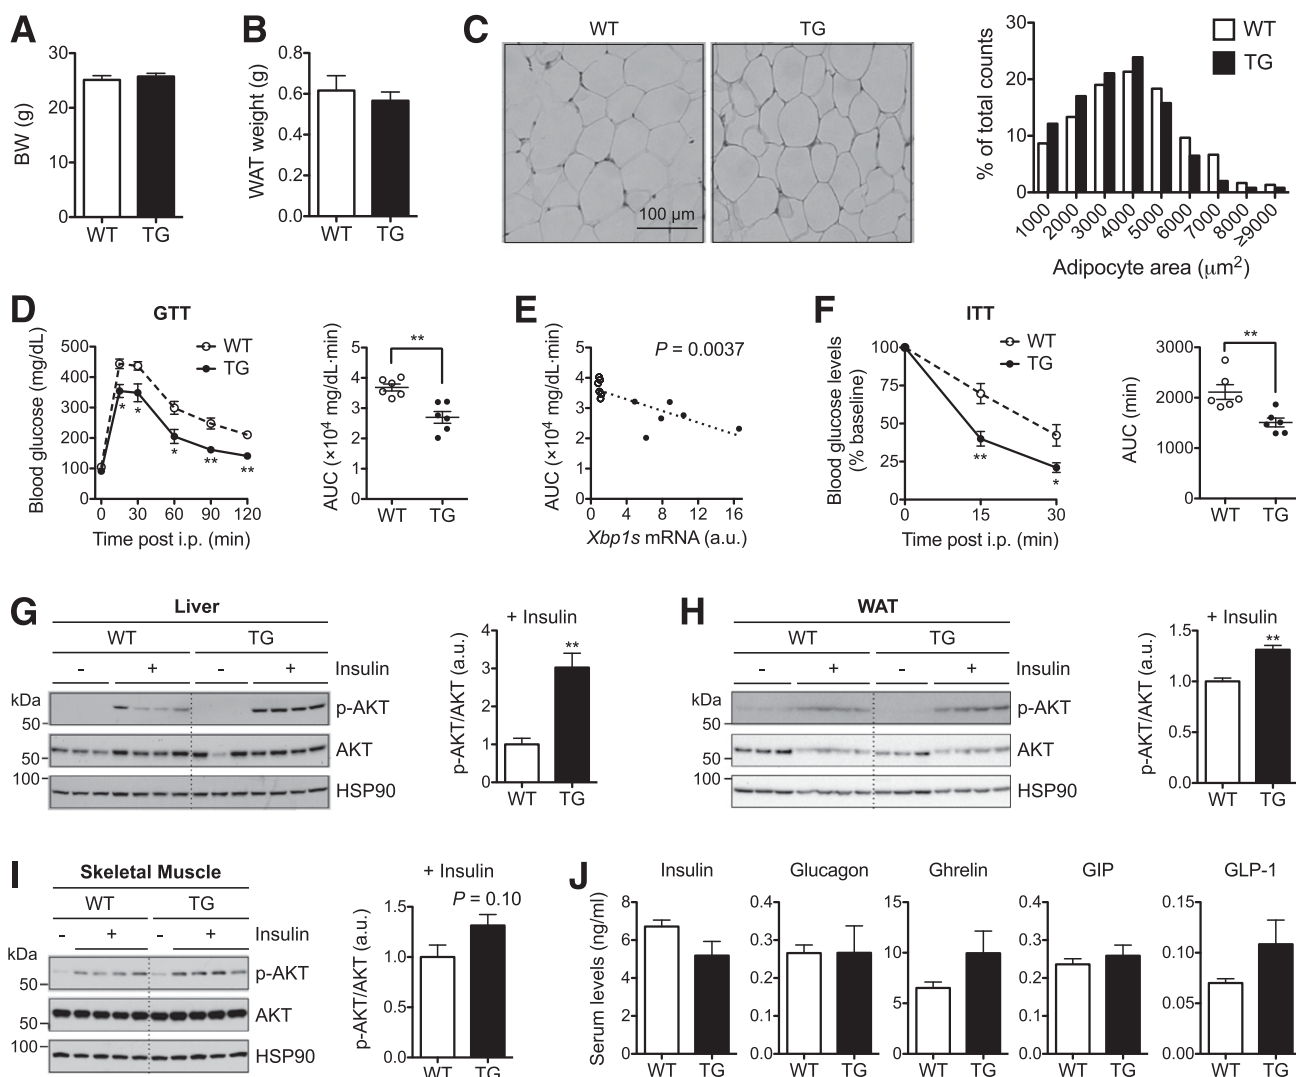 A
BW (g)
30
20
10
0
WT
TG
B
WAT weight (g)
0.8
0.6
0.4
0.2
0.0
WT
TG
C
WT
TG
100 µm
% of total counts
30
20
10
0
WT
TG
1000
2000
3000
4000
5000
6000
7000
8000
≥9000
Adipocyte area (µm²)
D
GTT
Blood glucose (mg/dL)
500
400
300
200
100
0
WT
TG
*
*
*
**
**
0
30
60
90
120
Time post i.p. (min)
AUC (×10⁴ mg/dL·min)
5
4
3
2
1
0
**
WT
TG
E
AUC (×10⁴ mg/dL·min)
5
4
3
2
1
0
P = 0.0037
0
4
8
12
16
Xbp1s mRNA (a.u.)
F
ITT
Blood glucose levels
(% baseline)
100
75
50
25
0
WT
TG
**
*
0
15
30
Time post i.p. (min)
AUC (min)
3000
2000
1000
0
**
WT
TG
G
Liver
WT
TG
-
+
-
+
Insulin
kDa
50
p-AKT
50
AKT
100
HSP90
+ Insulin
p-AKT/AKT (a.u.)
4
3
2
1
0
**
WT
TG
H
WAT
WT
TG
-
+
-
+
Insulin
kDa
50
p-AKT
50
AKT
100
HSP90
+ Insulin
p-AKT/AKT (a.u.)
1.5
1.0
0.5
0.0
**
WT
TG
I
Skeletal Muscle
WT
TG
-
+
-
+
Insulin
kDa
50
p-AKT
50
AKT
100
HSP90
+ Insulin
P = 0.10
p-AKT/AKT (a.u.)
1.5
1.0
0.5
0.0
WT
TG
J
Serum levels (ng/ml)
Insulin
8
6
4
2
0
WT
TG
Glucagon
0.4
0.3
0.2
0.1
0.0
WT
TG
Ghrelin
15
10
5
0
WT
TG
GIP
0.4
0.3
0.2
0.1
0.0
WT
TG
GLP-1
0.15
0.10
0.05
0.00
WT
TG